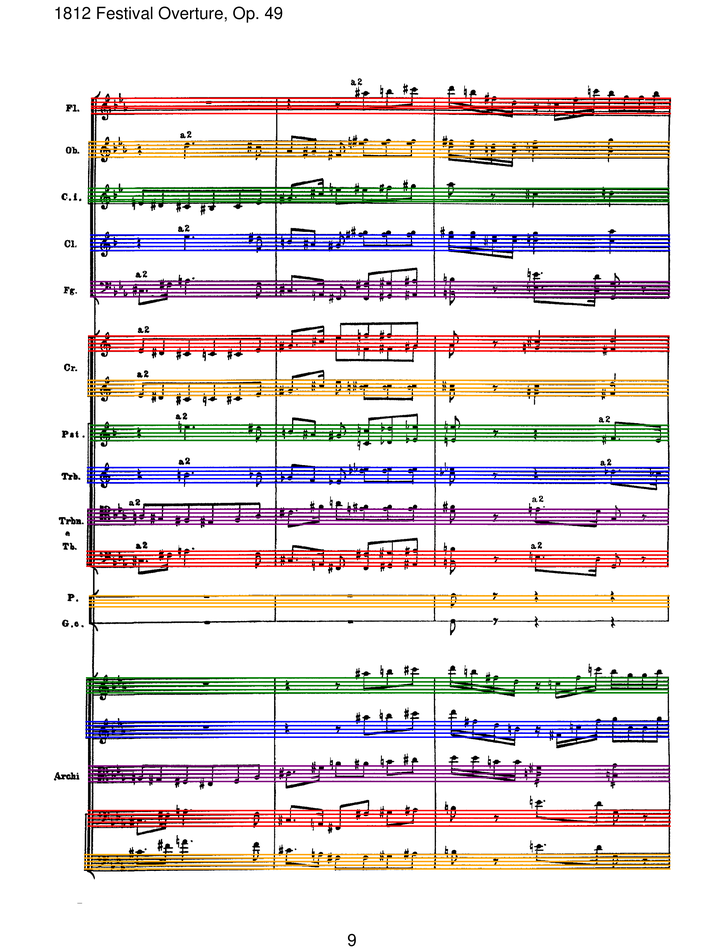 1812 Festival Overture, Op. 49
a2
Fl.
a2
Ob.
C.i.
a2
Cl.
a2
Fg.
a2
Cr.
a2
a2
a2
Pst.
a2
a2
Trb.
a2
a2
Trbn.
e
a2
a2
Tb.
P.
G.c.
Archi
9